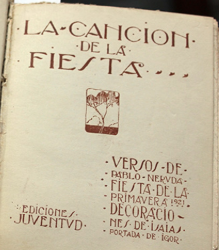 LA CANCION
DE LA
FIESTA...
VERSOS DE
PABLO NERUDA
FIESTA DE LA
PRIMAVERA 1921
DECORACIO
NES DE ISAIAS
PORTADA DE IGOR
EDICIONES
JUVENTVD